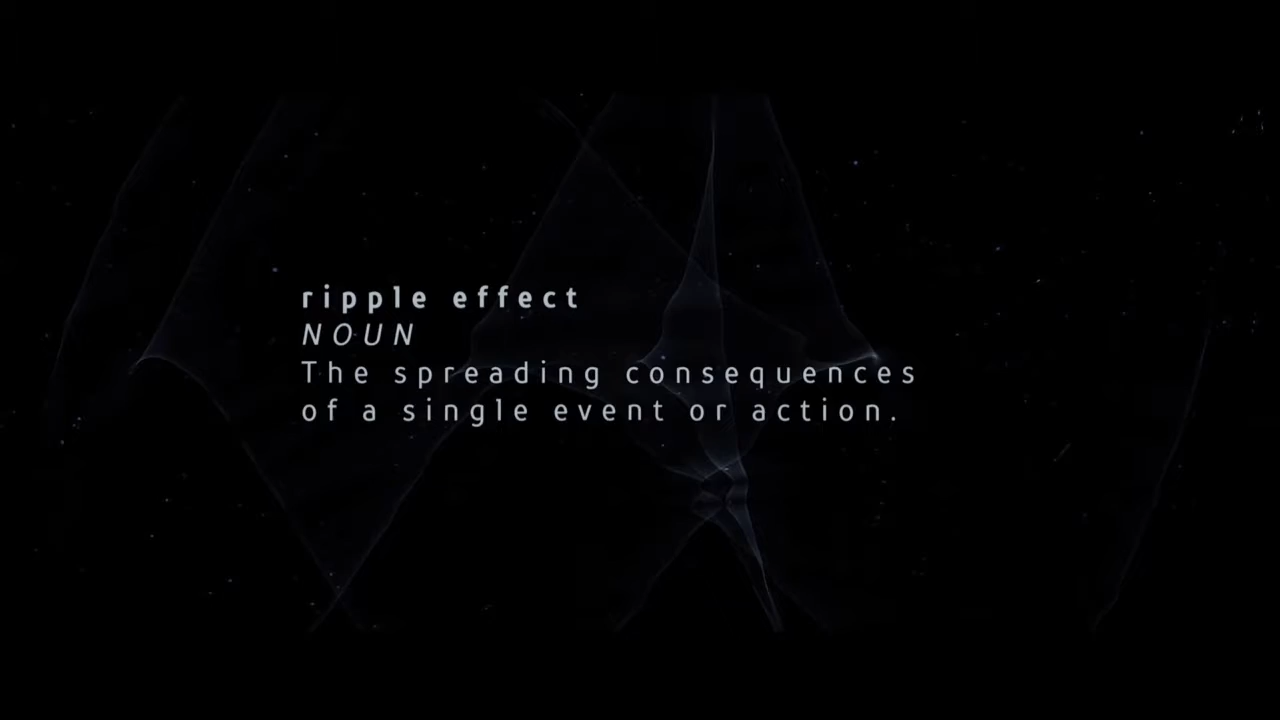 ripple effect
NOUN
The spreading consequences
of a single event or action.